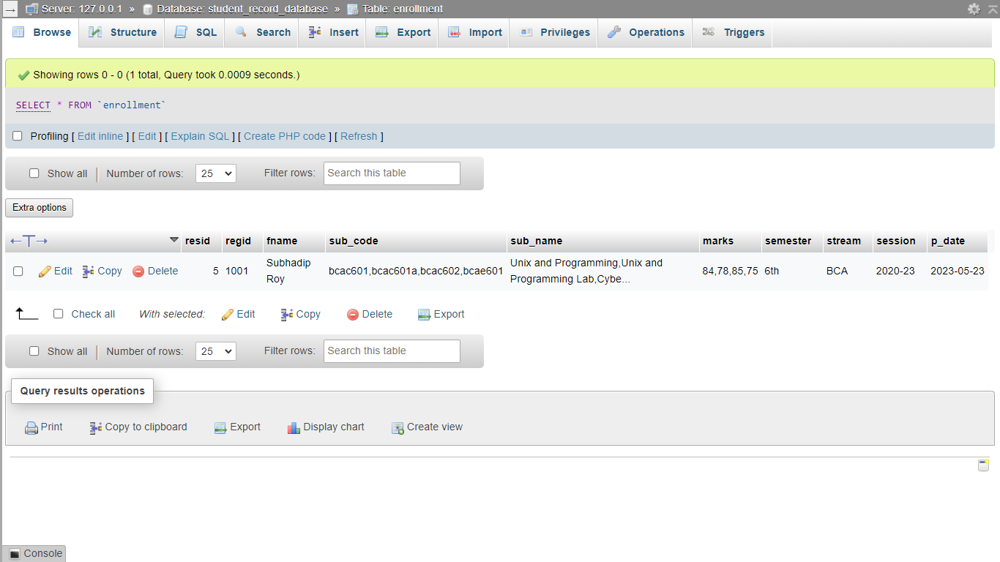 Server: 127.0.0.1 » Database: student_record_database » Table: enrollment
Browse Structure SQL Search Insert Export Import Privileges Operations Triggers
Showing rows 0 - 0 (1 total, Query took 0.0009 seconds.)
SELECT * FROM `enrollment`
Profiling [ Edit inline ] [ Edit ] [ Explain SQL ] [ Create PHP code ] [ Refresh ]
Show all | Number of rows: 25 Filter rows: Search this table
Extra options
resid regid fname sub_code sub_name marks semester stream session p_date
Edit Copy Delete 5 1001 Subhadip Roy bcac601,bcac601a,bcac602,bcae601 Unix and Programming,Unix and Programming Lab,Cybe... 84,78,85,75 6th BCA 2020-23 2023-05-23
Check all With selected: Edit Copy Delete Export
Show all | Number of rows: 25 Filter rows: Search this table
Query results operations
Print Copy to clipboard Export Display chart Create view
Console